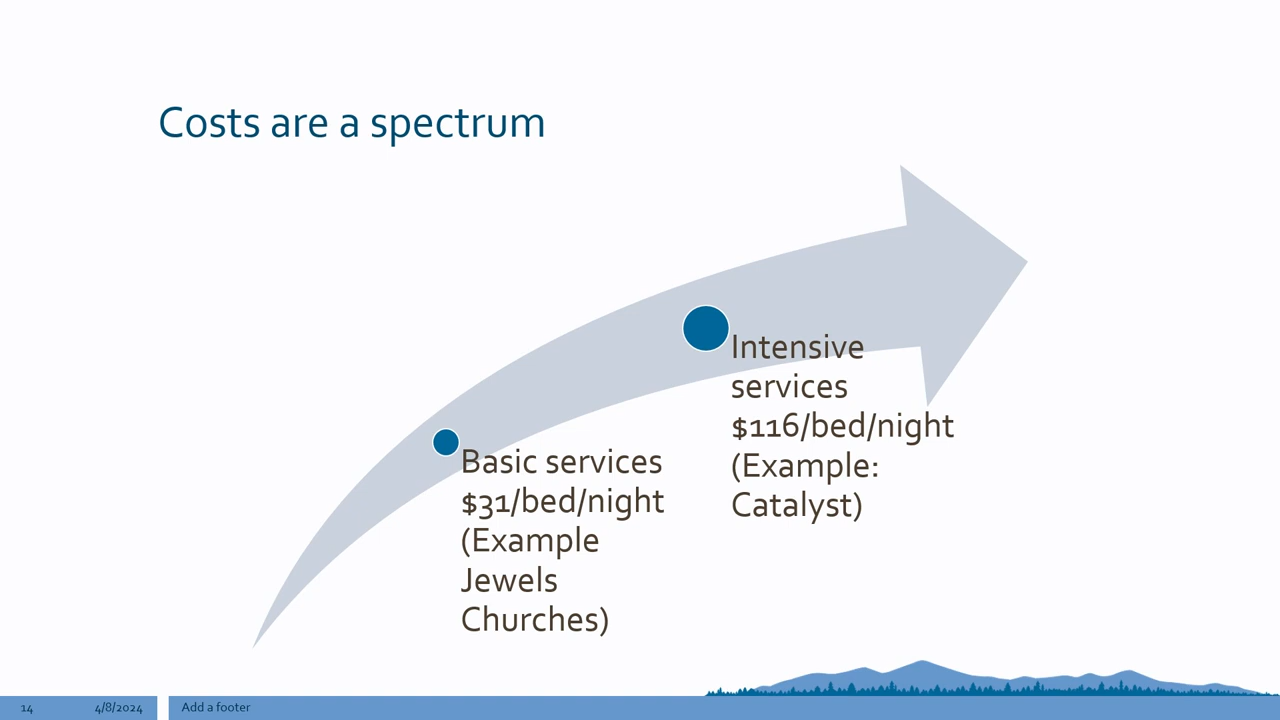 Costs are a spectrum
Intensive
services
$116/bed/night
(Example:
Catalyst)
Basic services
$31/bed/night
(Example
Jewels
Churches)
14
4/8/2024
Add a footer